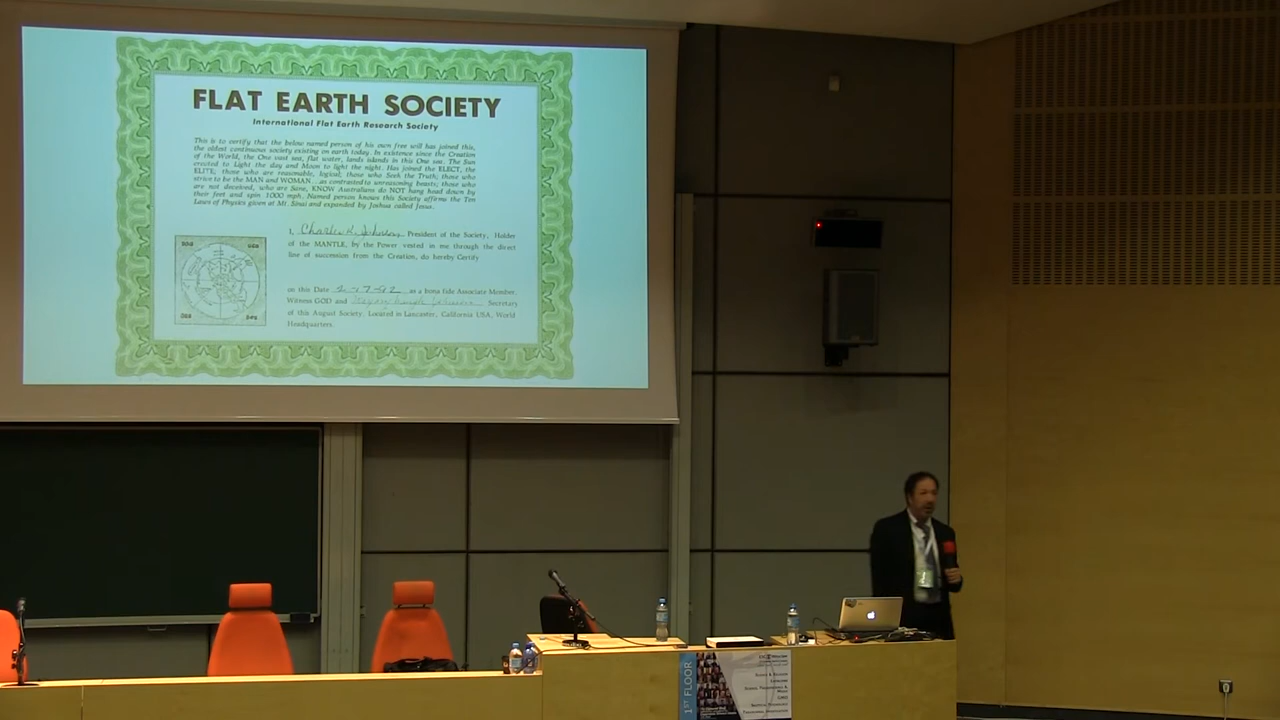 FLAT EARTH SOCIETY
International Flat Earth Research Society
This is to certify that the below named person of his own free will has joined this,
the oldest continuous society existing on earth today. In existence since the Creation
of the World, the One vast sea, flat water, lands islands in this One sea. The Sun
erected to Light the day and Moon to light the night. Has joined the ELECT, the
ELITE; those who are reasonable, logical; those who Seek the Truth; those who
strive to be the MAN and WOMAN...as contrasted to unreasoning beasts; those who
are not deceived, who are Sane, KNOW Australians do NOT hang head down by
their feet and spin 1000 mph. Named person knows this Society affirms the Ten
Laws of Physics given at Mt. Sinai and expanded by Joshua called Jesus.
I, Charles K. Johnson President of the Society, Holder
of the MANTLE, by the Power vested in me through the direct
line of succession from the Creation, do hereby Certify
on this Date as a bona fide Associate Member.
Witness GOD and Secretary
of this August Society. Located in Lancaster, California USA, World
Headquarters.
1ST FLOOR